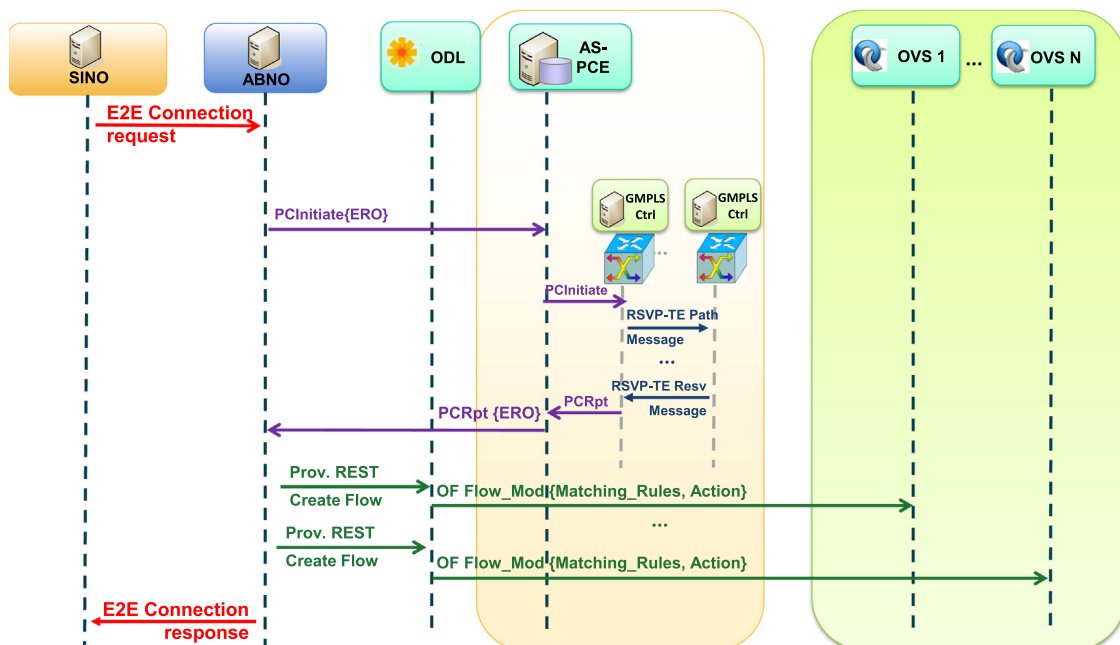 SINO
ABNO
ODL
AS-
PCE
OVS 1
...
OVS N
E2E Connection
request
GMPLS
Ctrl
GMPLS
Ctrl
PCInitiate{ERO}
...
PCInitiate
RSVP-TE Path
Message
...
RSVP-TE Resv
Message
PCRpt
PCRpt {ERO}
Prov. REST
Create Flow
OF Flow_Mod {Matching_Rules, Action}
...
Prov. REST
Create Flow
OF Flow_Mod {Matching_Rules, Action}
E2E Connection
response